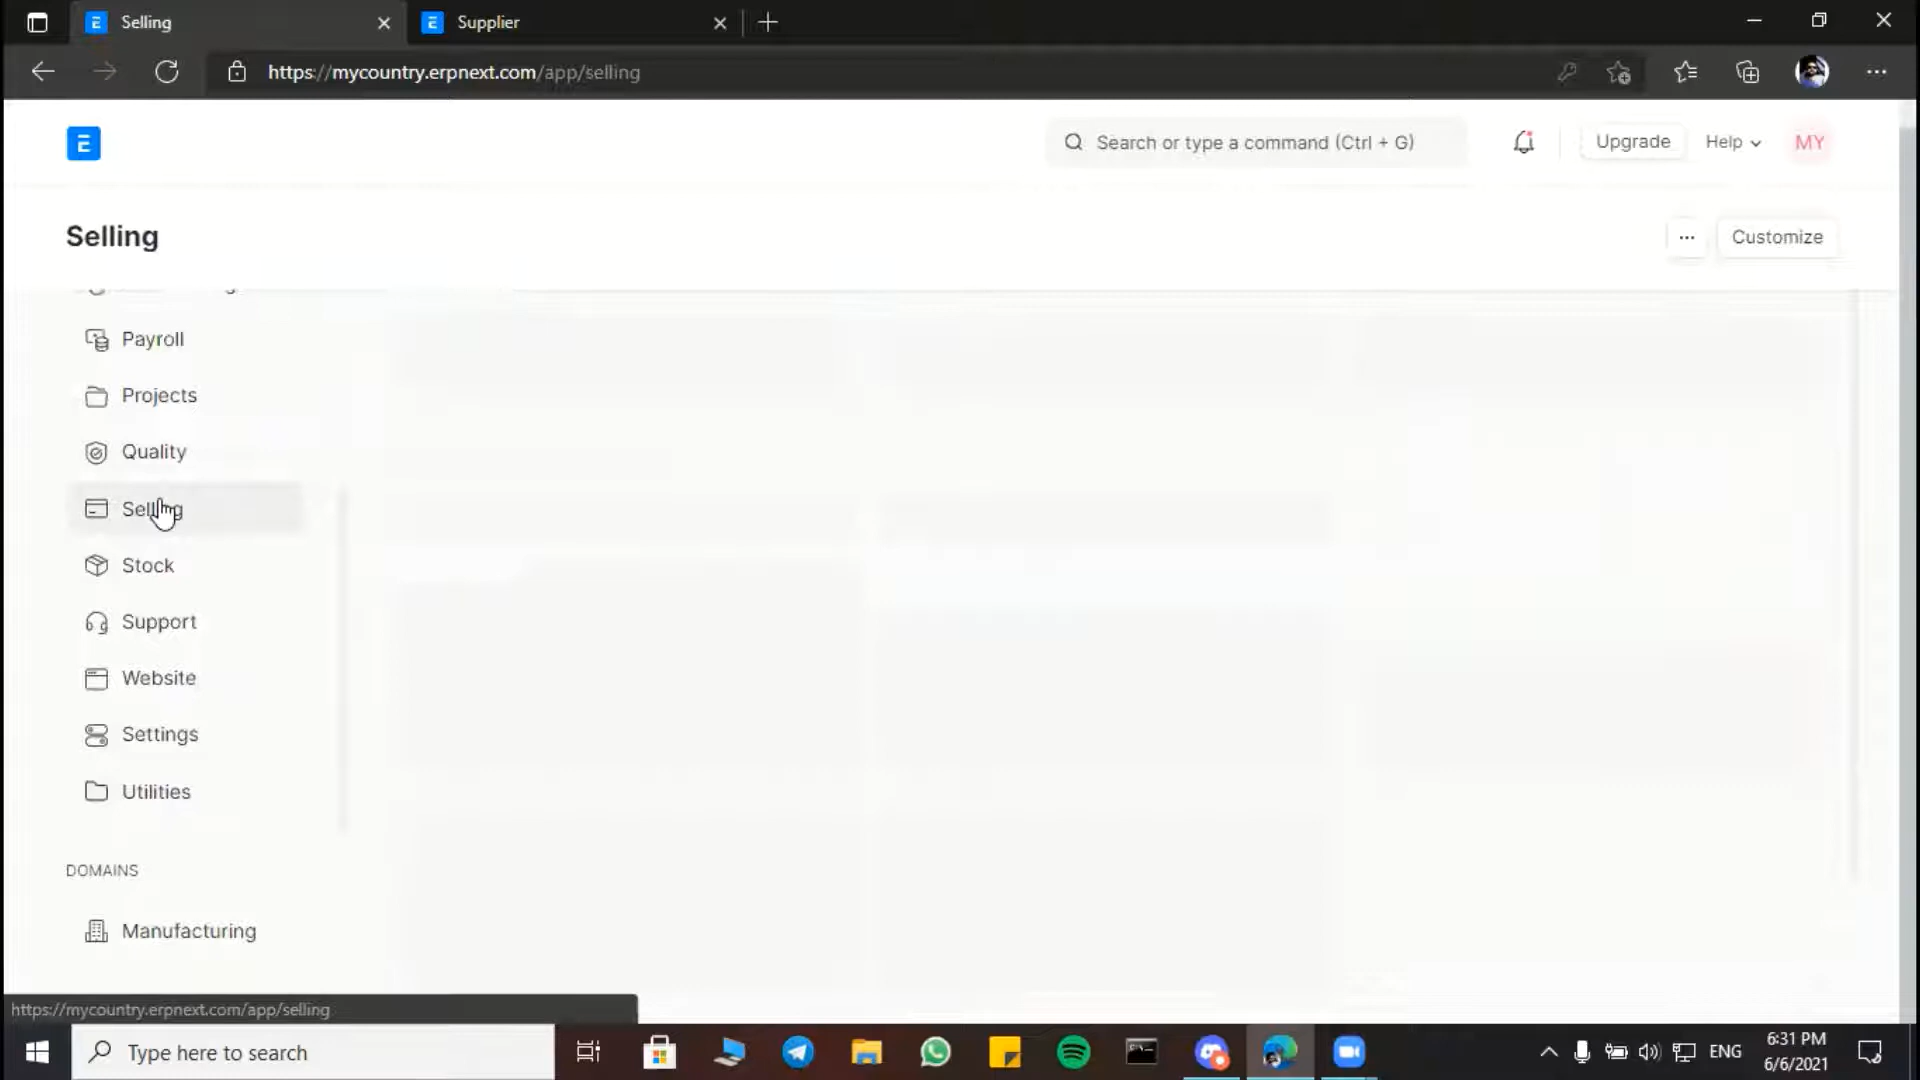 Selling
Supplier
https://mycountry.erpnext.com/app/selling
Search or type a command (Ctrl + G)
Upgrade
Help
MY
Selling
Customize
Payroll
Projects
Quality
Selling
Stock
Support
Website
Settings
Utilities
DOMAINS
Manufacturing
https://mycountry.erpnext.com/app/selling
Type here to search
ENG
6:31 PM
6/6/2021